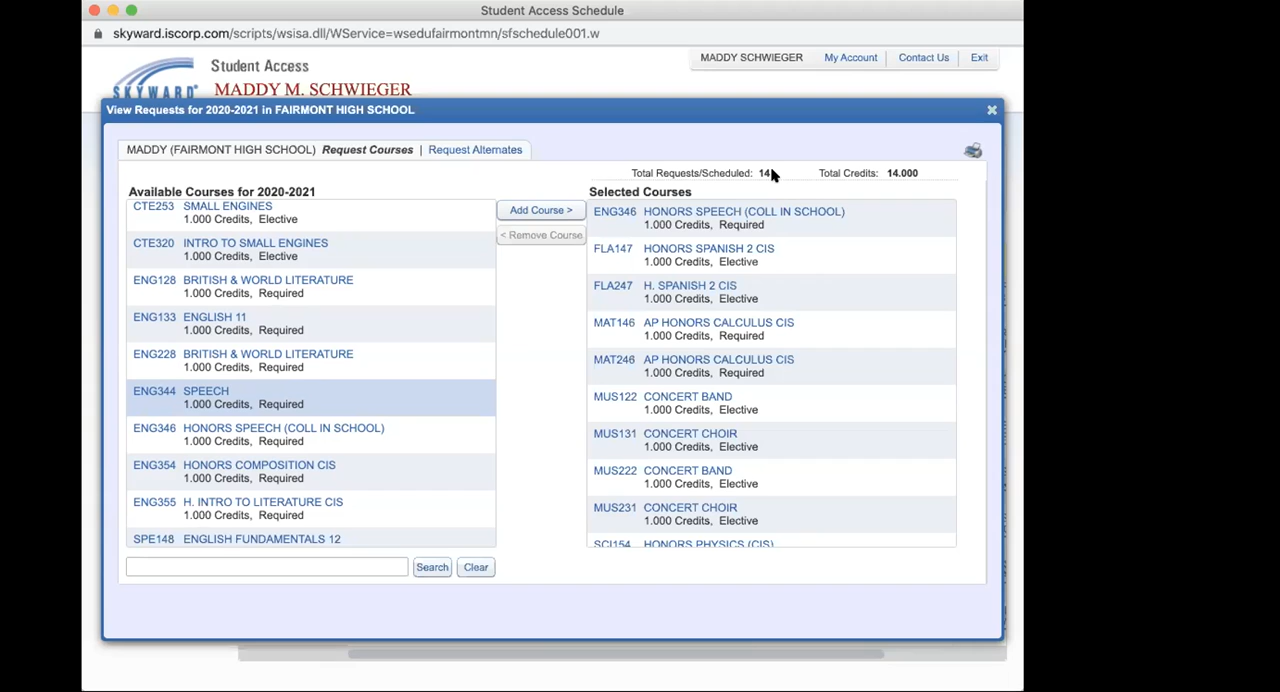 Student Access Schedule
skyward.iscorp.com/scripts/wsisa.dll/WService=wsedufairmontmn/sfschedule001.w
MADDY SCHWIEGER My Account Contact Us Exit
SKYWARD Student Access
MADDY M. SCHWIEGER
View Requests for 2020-2021 in FAIRMONT HIGH SCHOOL
MADDY (FAIRMONT HIGH SCHOOL) Request Courses | Request Alternates
Total Requests/Scheduled: 14 Total Credits: 14.000
Available Courses for 2020-2021
CTE253 SMALL ENGINES
1.000 Credits, Elective
CTE320 INTRO TO SMALL ENGINES
1.000 Credits, Elective
ENG128 BRITISH & WORLD LITERATURE
1.000 Credits, Required
ENG133 ENGLISH 11
1.000 Credits, Required
ENG228 BRITISH & WORLD LITERATURE
1.000 Credits, Required
ENG344 SPEECH
1.000 Credits, Required
ENG346 HONORS SPEECH (COLL IN SCHOOL)
1.000 Credits, Required
ENG354 HONORS COMPOSITION CIS
1.000 Credits, Required
ENG355 H. INTRO TO LITERATURE CIS
1.000 Credits, Required
SPE148 ENGLISH FUNDAMENTALS 12
Search Clear
Add Course >
< Remove Course
Selected Courses
ENG346 HONORS SPEECH (COLL IN SCHOOL)
1.000 Credits, Required
FLA147 HONORS SPANISH 2 CIS
1.000 Credits, Elective
FLA247 H. SPANISH 2 CIS
1.000 Credits, Elective
MAT146 AP HONORS CALCULUS CIS
1.000 Credits, Required
MAT246 AP HONORS CALCULUS CIS
1.000 Credits, Required
MUS122 CONCERT BAND
1.000 Credits, Elective
MUS131 CONCERT CHOIR
1.000 Credits, Elective
MUS222 CONCERT BAND
1.000 Credits, Elective
MUS231 CONCERT CHOIR
1.000 Credits, Elective
SCI154 HONORS PHYSICS (CIS)